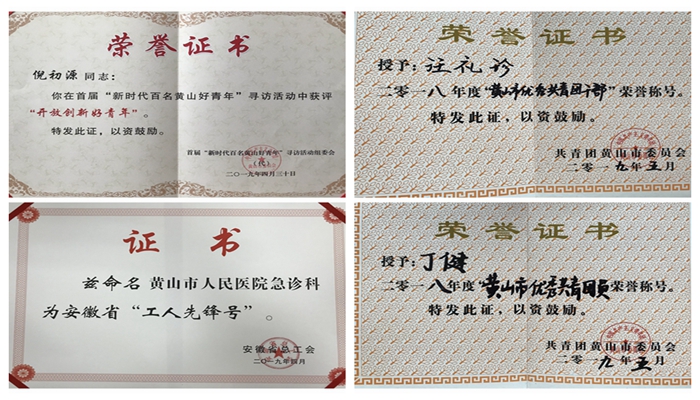 荣誉证书
倪初源同志：
你在首届“新时代百名黄山好青年”寻访活动中获评
“开放创新好青年”。
特发此证，以资鼓励。
首届“新时代百名黄山好青年”寻访活动组委会
（代）
二〇一九年四月三十日
荣誉证书
授予：汪礼珍
二〇一八年度“黄山市优秀共青团干部”荣誉称号。
特发此证，以资鼓励。
共青团黄山市委员会
二〇一九年五月
证书
兹命名黄山市人民医院急诊科
为安徽省“工人先锋号”。
安徽省总工会
二〇一九年四月
荣誉证书
授予：丁健
二〇一八年度“黄山市优秀共青团员”荣誉称号。
特发此证，以资鼓励。
共青团黄山市委员会
二〇一九年五月